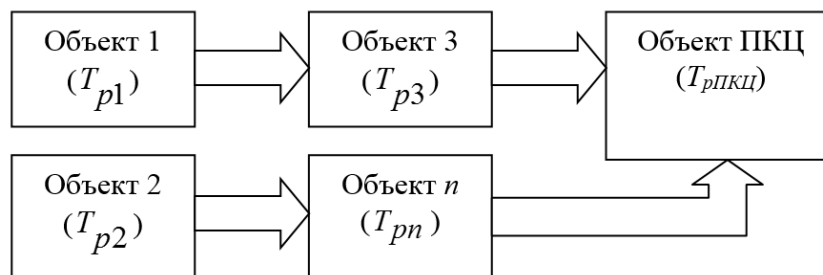 Объект 1
(Tp1)
Объект 3
(Tp3)
Объект ПКЦ
(TpПКЦ)
Объект 2
(Tp2)
Объект n
(Tpn)